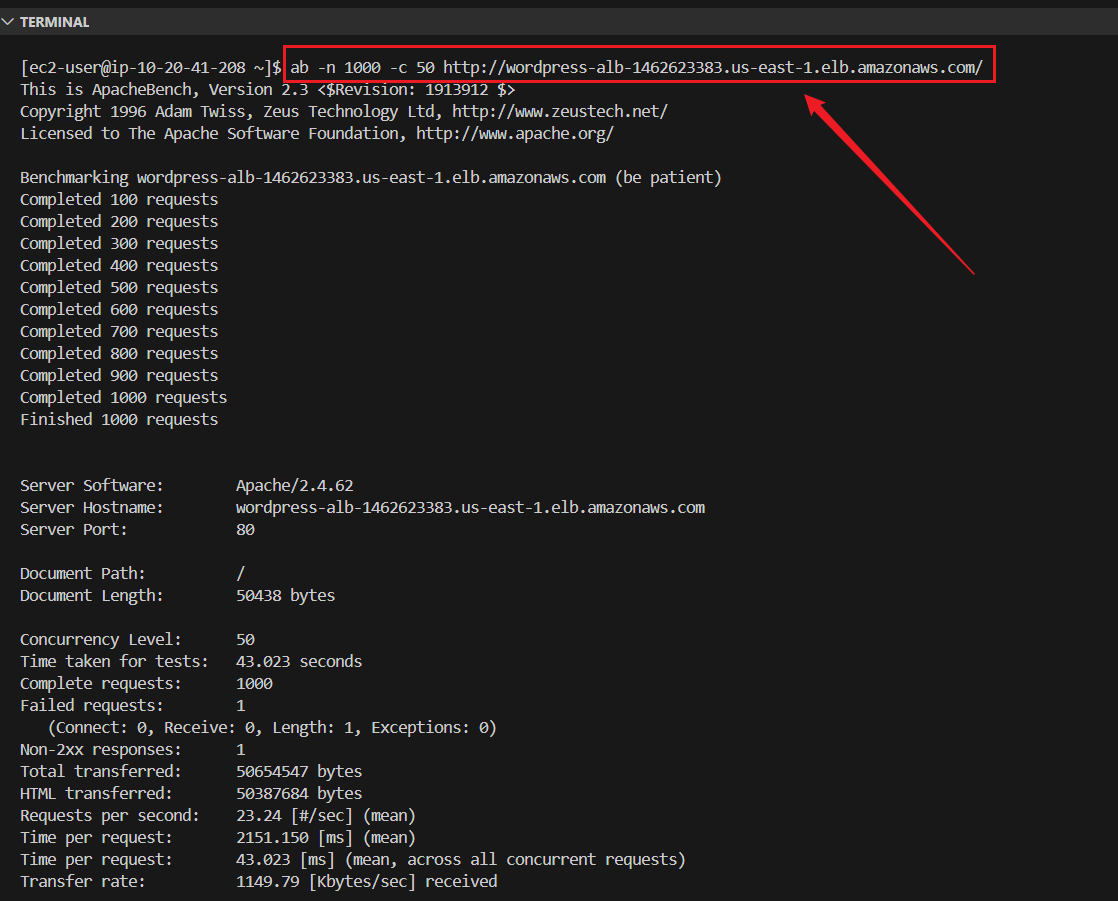 TERMINAL
[ec2-user@ip-10-20-41-208 ~]$ ab -n 1000 -c 50 http://wordpress-alb-1462623383.us-east-1.elb.amazonaws.com/
This is ApacheBench, Version 2.3 <$Revision: 1913912 $>
Copyright 1996 Adam Twiss, Zeus Technology Ltd, http://www.zeustech.net/
Licensed to The Apache Software Foundation, http://www.apache.org/

Benchmarking wordpress-alb-1462623383.us-east-1.elb.amazonaws.com (be patient)
Completed 100 requests
Completed 200 requests
Completed 300 requests
Completed 400 requests
Completed 500 requests
Completed 600 requests
Completed 700 requests
Completed 800 requests
Completed 900 requests
Completed 1000 requests
Finished 1000 requests

Server Software:        Apache/2.4.62
Server Hostname:        wordpress-alb-1462623383.us-east-1.elb.amazonaws.com
Server Port:            80

Document Path:          /
Document Length:        50438 bytes

Concurrency Level:      50
Time taken for tests:   43.023 seconds
Complete requests:      1000
Failed requests:        1
   (Connect: 0, Receive: 0, Length: 1, Exceptions: 0)
Non-2xx responses:      1
Total transferred:      50654547 bytes
HTML transferred:       50387684 bytes
Requests per second:    23.24 [#/sec] (mean)
Time per request:       2151.150 [ms] (mean)
Time per request:       43.023 [ms] (mean, across all concurrent requests)
Transfer rate:          1149.79 [Kbytes/sec] received